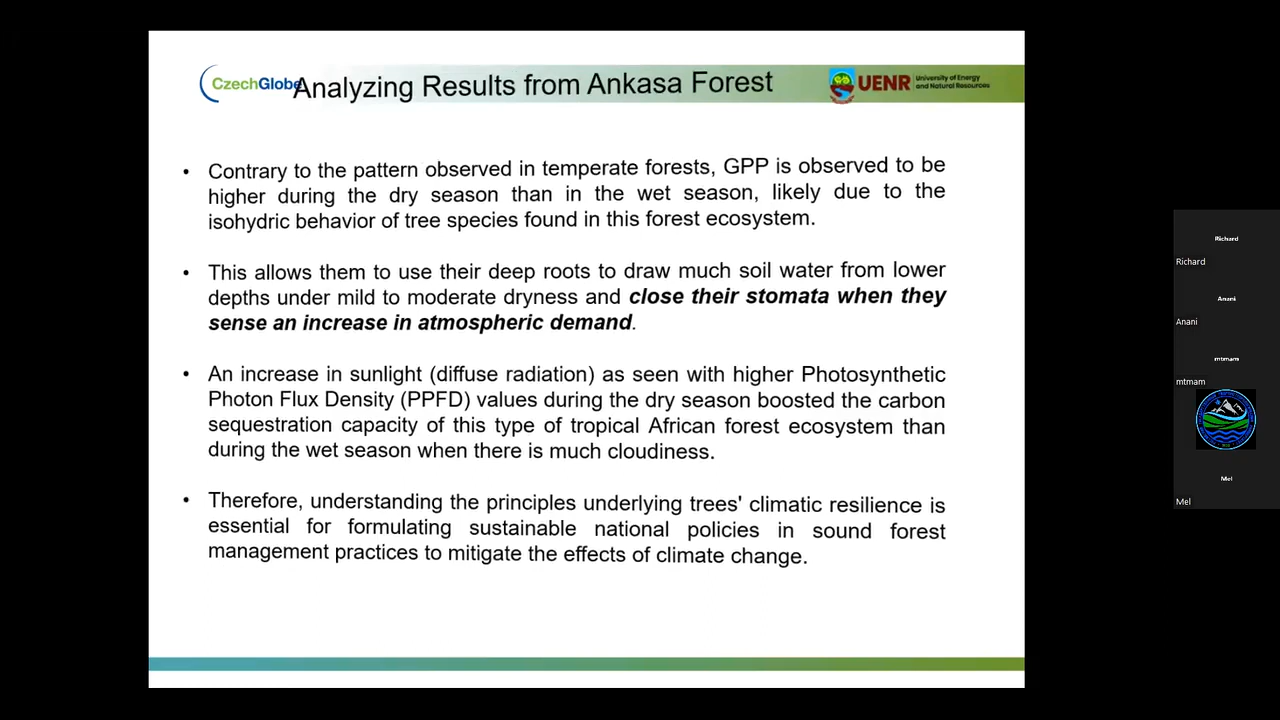 CzechGlobe
Analyzing Results from Ankasa Forest
UENR
University of Energy
and Natural Resources
• Contrary to the pattern observed in temperate forests, GPP is observed to be
higher during the dry season than in the wet season, likely due to the
isohydric behavior of tree species found in this forest ecosystem.
• This allows them to use their deep roots to draw much soil water from lower
depths under mild to moderate dryness and close their stomata when they
sense an increase in atmospheric demand.
• An increase in sunlight (diffuse radiation) as seen with higher Photosynthetic
Photon Flux Density (PPFD) values during the dry season boosted the carbon
sequestration capacity of this type of tropical African forest ecosystem than
during the wet season when there is much cloudiness.
• Therefore, understanding the principles underlying trees' climatic resilience is
essential for formulating sustainable national policies in sound forest
management practices to mitigate the effects of climate change.
Richard
Richard
Anani
Anani
mtmam
mtmam
Mel
Mel